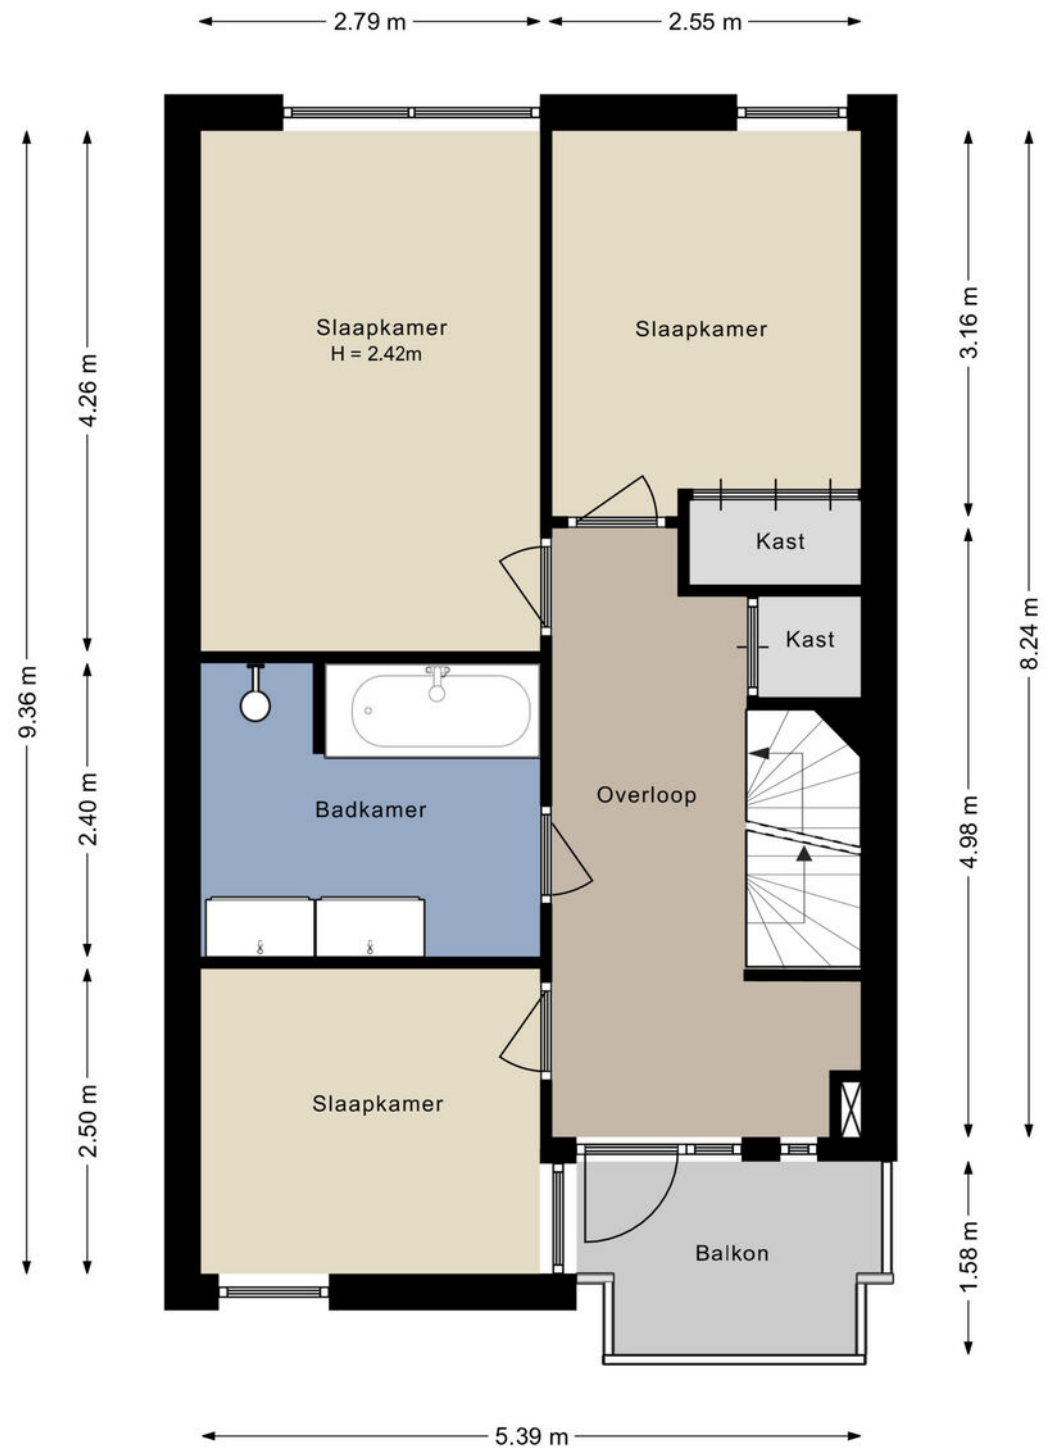 2.79 m
2.55 m
Slaapkamer
H = 2.42m
Slaapkamer
3.16 m
4.26 m
Kast
Kast
8.24 m
9.36 m
2.40 m
Badkamer
Overloop
4.98 m
2.50 m
Slaapkamer
Balkon
1.58 m
5.39 m